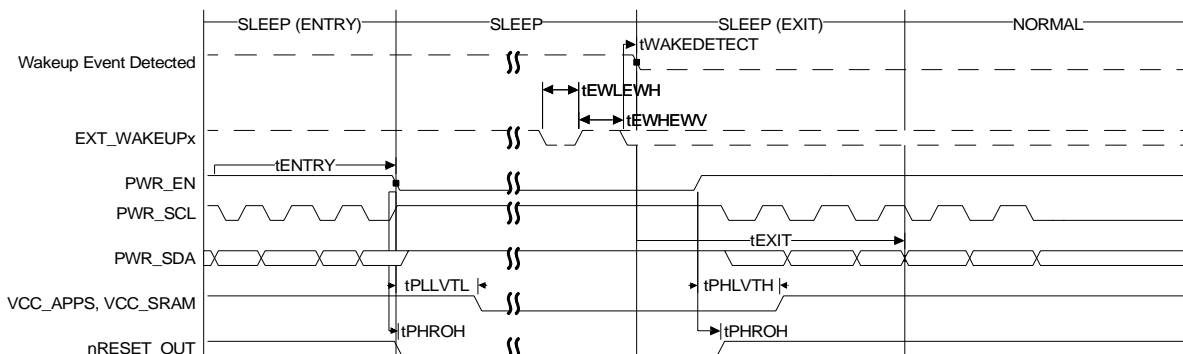 SLEEP (ENTRY) SLEEP SLEEP (EXIT) NORMAL
tWAKEDETECT
Wakeup Event Detected
tEWLEWH
tEWHEWV
EXT_WAKEUPx
tENTRY
PWR_EN
PWR_SCL
tEXIT
PWR_SDA
tPLLVTL tPHLVTH
VCC_APPS, VCC_SRAM
tPHROH tPHROH
nRESET_OUT